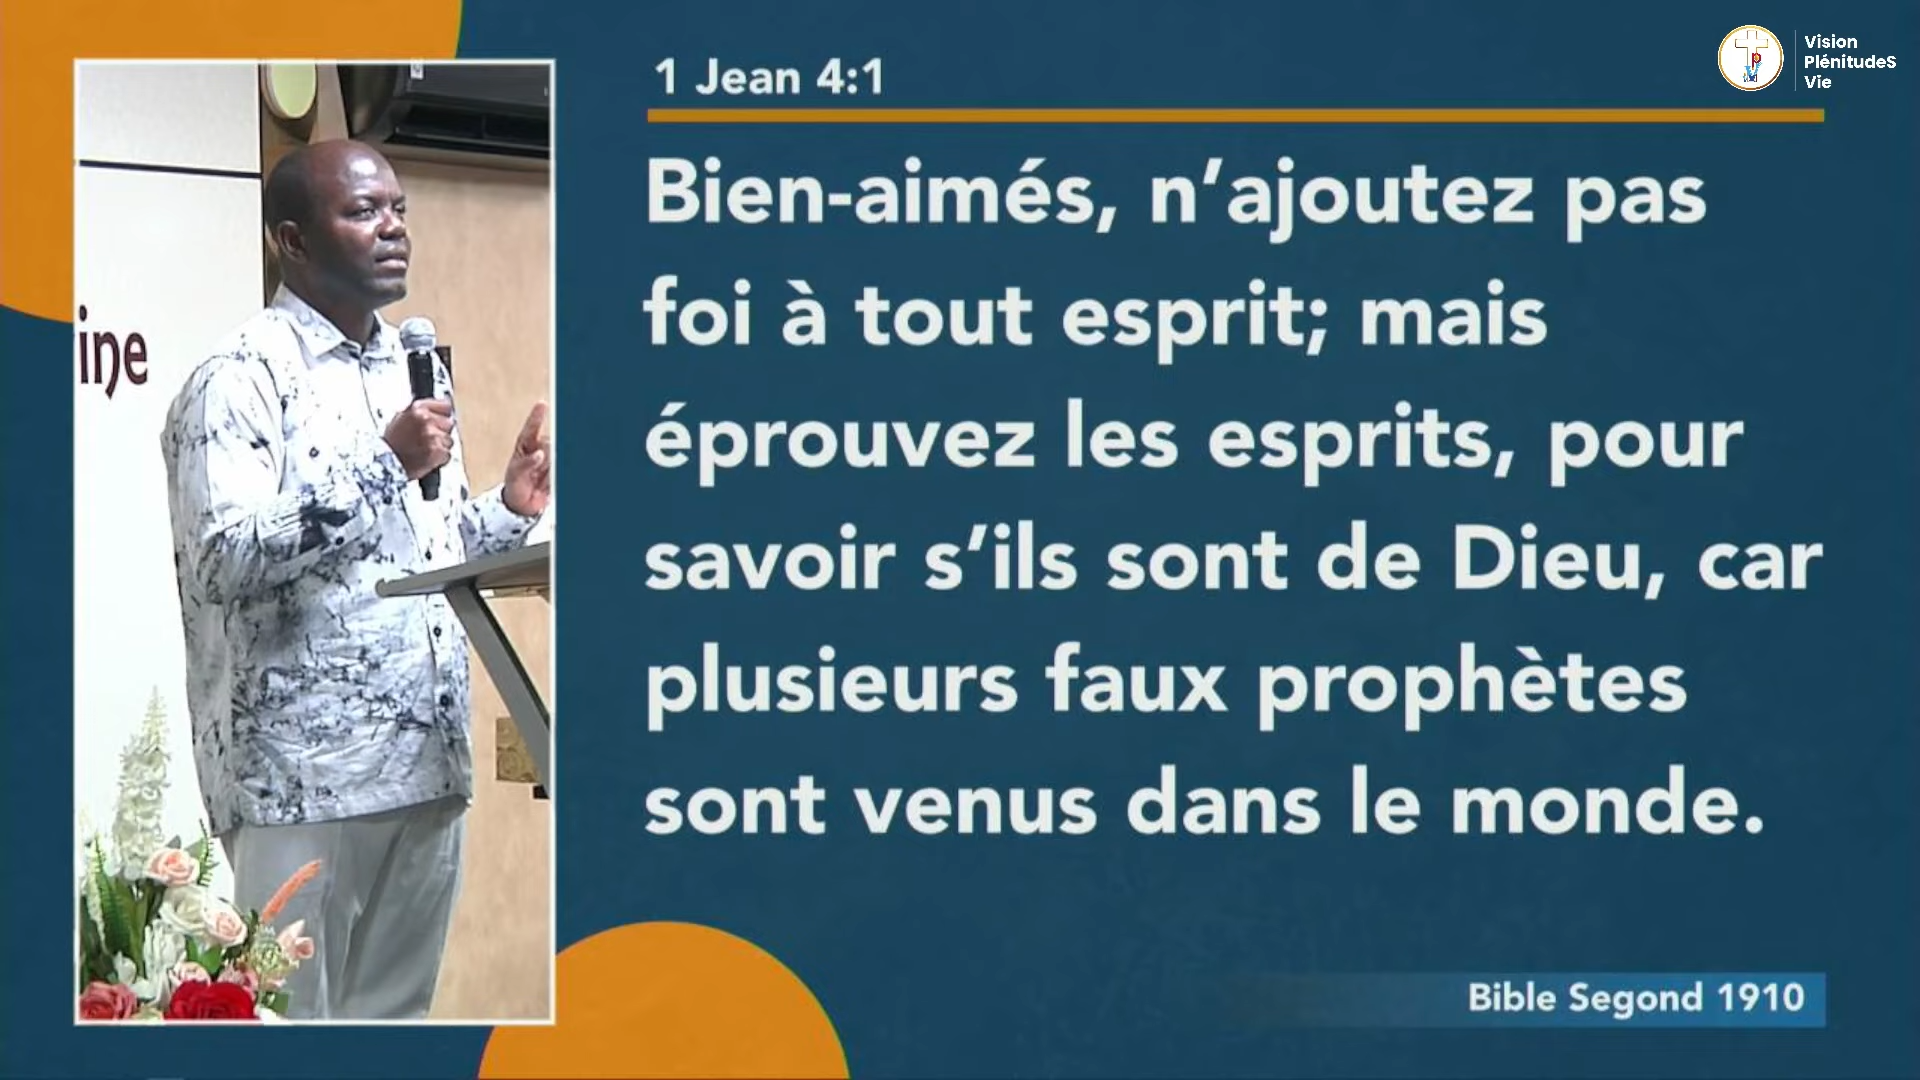 1 Jean 4:1
Vision
PlénitudeS
Vie
Bien-aimés, n’ajoutez pas
foi à tout esprit; mais
éprouvez les esprits, pour
savoir s’ils sont de Dieu, car
plusieurs faux prophètes
sont venus dans le monde.
Bible Segond 1910